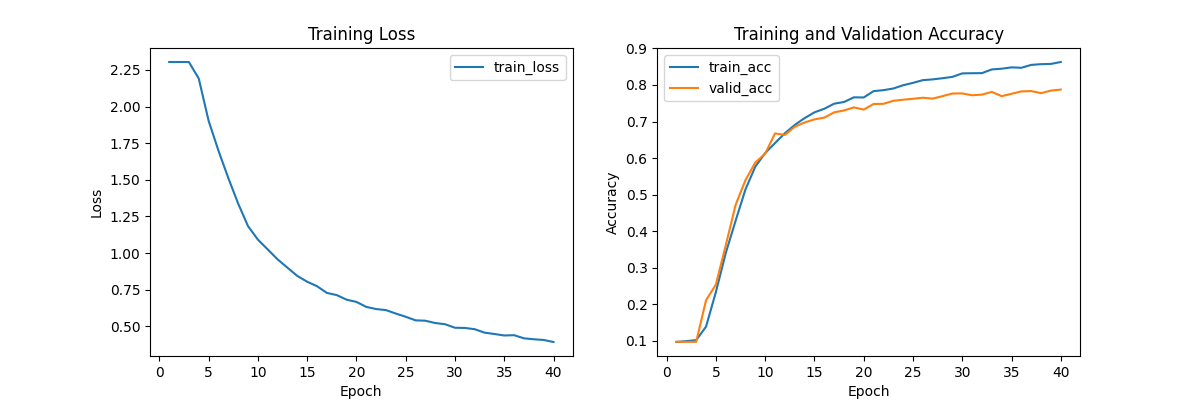 Training Loss
train_loss
2.25
2.00
1.75
1.50
1.25
1.00
0.75
0.50
Loss
0 5 10 15 20 25 30 35 40
Epoch
Training and Validation Accuracy
train_acc
valid_acc
0.9
0.8
0.7
0.6
0.5
0.4
0.3
0.2
0.1
Accuracy
0 5 10 15 20 25 30 35 40
Epoch